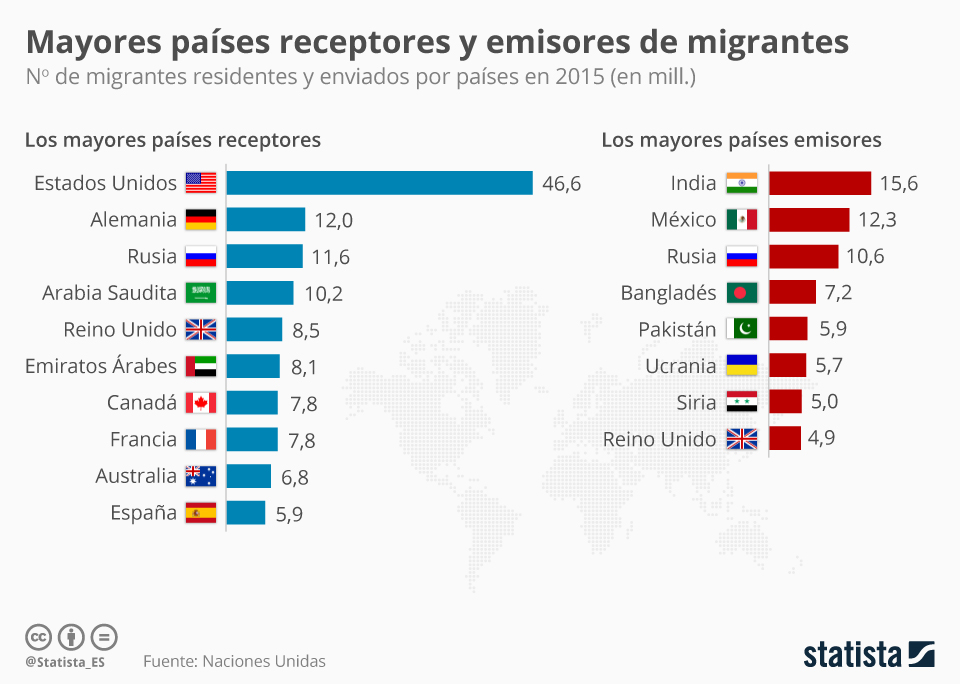 Mayores países receptores y emisores de migrantes
Nº de migrantes residentes y enviados por países en 2015 (en mill.)
Los mayores países receptores
Estados Unidos 46,6
Alemania 12,0
Rusia 11,6
Arabia Saudita 10,2
Reino Unido 8,5
Emiratos Árabes 8,1
Canadá 7,8
Francia 7,8
Australia 6,8
España 5,9
Los mayores países emisores
India 15,6
México 12,3
Rusia 10,6
Bangladés 7,2
Pakistán 5,9
Ucrania 5,7
Siria 5,0
Reino Unido 4,9
cc
@Statista_ES
Fuente: Naciones Unidas
statista